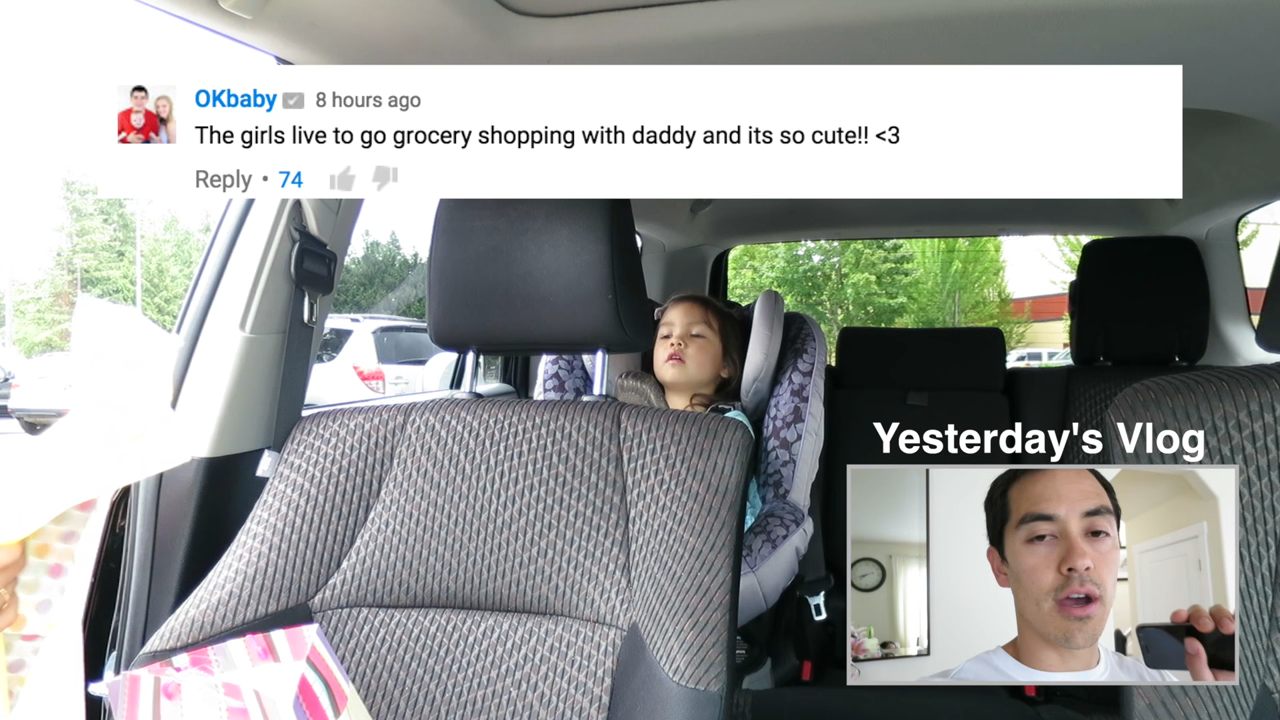 OKbaby 8 hours ago
The girls live to go grocery shopping with daddy and its so cute!! <3
Reply • 74
Yesterday's Vlog